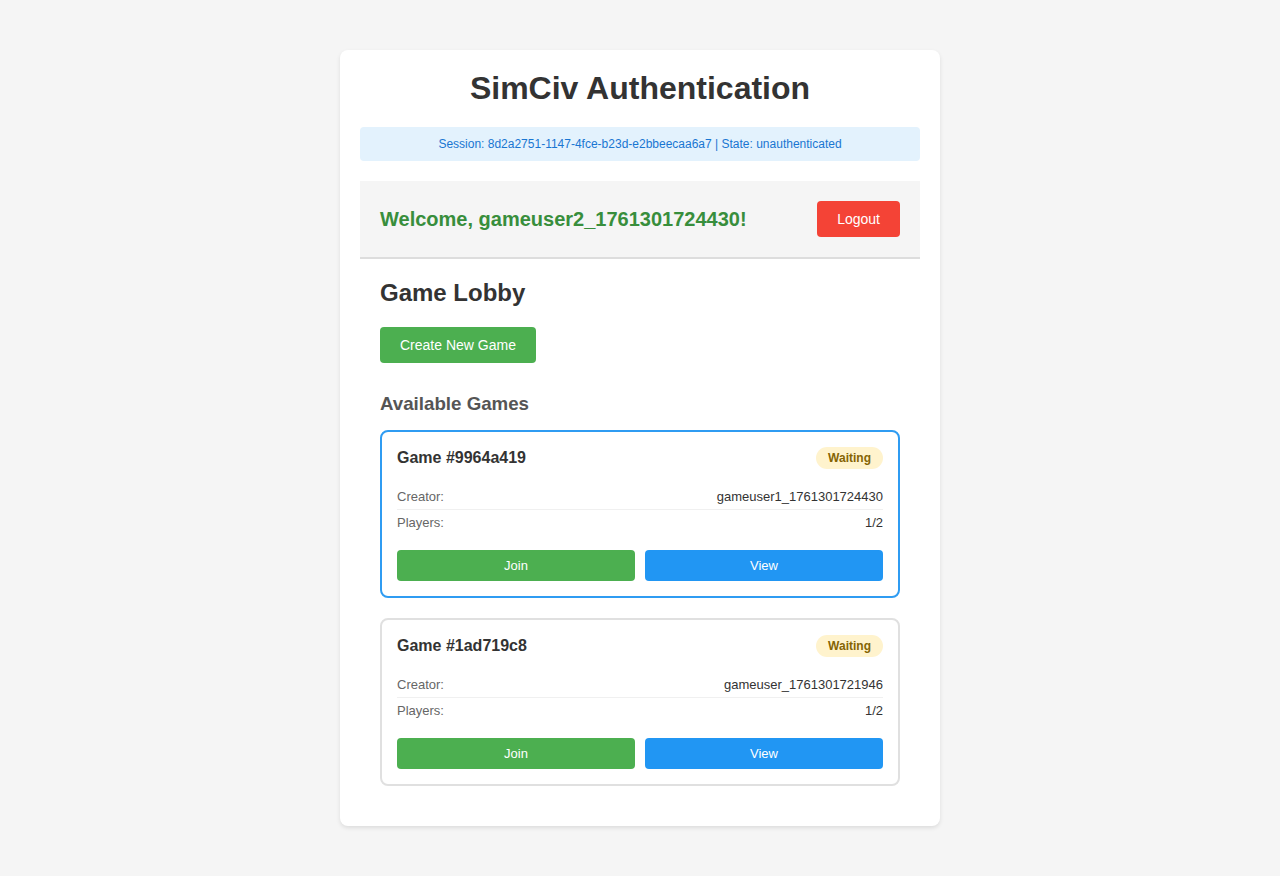 SimCiv Authentication
Session: 8d2a2751-1147-4fce-b23d-e2bbeecaa6a7 | State: unauthenticated
Welcome, gameuser2_1761301724430!
Logout
Game Lobby
Create New Game
Available Games
Game #9964a419
Waiting
Creator:
gameuser1_1761301724430
Players:
1/2
Join
View
Game #1ad719c8
Waiting
Creator:
gameuser_1761301721946
Players:
1/2
Join
View